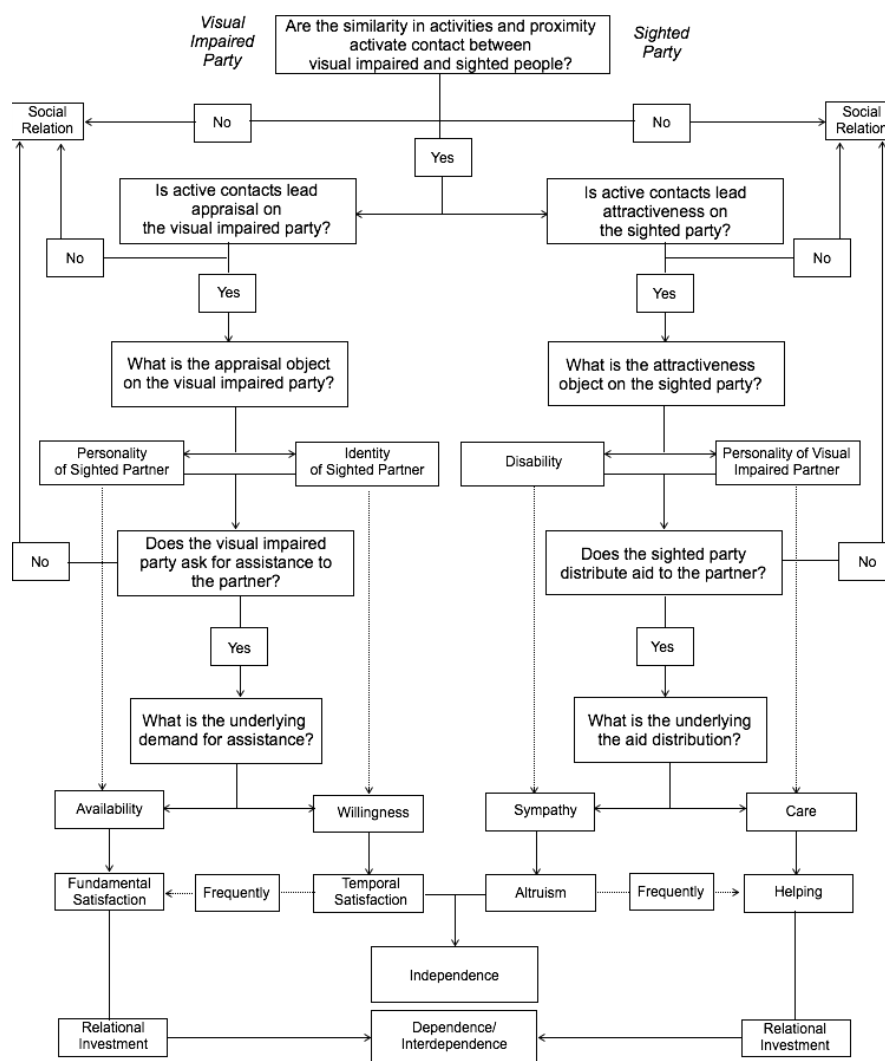 Visual
Impaired
Party
Are the similarity in activities and proximity
activate contact between
visual impaired and sighted people?
Sighted
Party
Social
Relation
No
No
Social
Relation
Yes
Is active contacts lead
appraisal on
the visual impaired party?
Is active contacts lead
attractiveness on
the sighted party?
No
No
Yes
Yes
What is the appraisal object
on the visual impaired party?
What is the attractiveness
object on the sighted party?
Personality
of Sighted Partner
Identity
of Sighted Partner
Disability
Personality of Visual
Impaired Partner
No
Does the visual impaired
party ask for assistance to
the partner?
Does the sighted party
distribute aid to the partner?
No
Yes
Yes
What is the underlying
demand for assistance?
What is the underlying
the aid distribution?
Availability
Willingness
Sympathy
Care
Fundamental
Satisfaction
Frequently
Temporal
Satisfaction
Altruism
Frequently
Helping
Independence
Relational
Investment
Dependence/
Interdependence
Relational
Investment